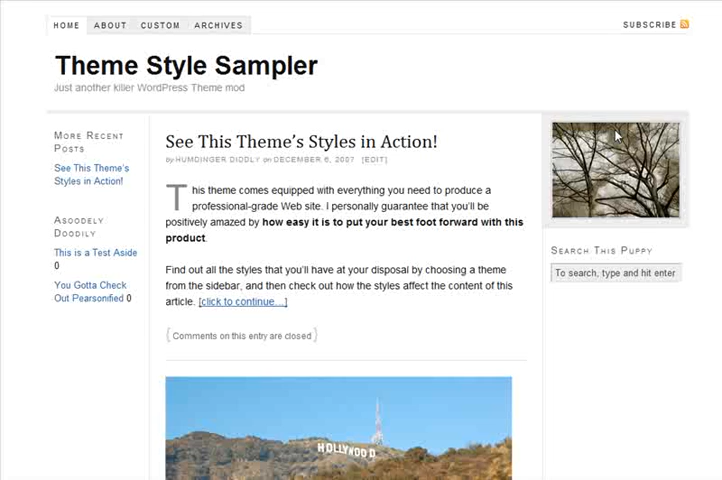 HOME ABOUT CUSTOM ARCHIVES
SUBSCRIBE
Theme Style Sampler
Just another killer WordPress Theme mod
More Recent
Posts
See This Theme's
Styles in Action!
Asoodely
Doodily
This is a Test Aside
0
You Gotta Check
Out Pearsonfied 0
See This Theme's Styles in Action!
by HUMDINGER DIDDLY on DECEMBER 6, 2007 [EDIT]
This theme comes equipped with everything you need to produce a
professional-grade Web site. I personally guarantee that you'll be
positively amazed by how easy it is to put your best foot forward with this
product.
Find out all the styles that you'll have at your disposal by choosing a theme
from the sidebar, and then check out how the styles affect the content of this
article. [click to continue...]
{ Comments on this entry are closed }
HOLLYWOOD
Search This Puppy
To search, type and hit enter